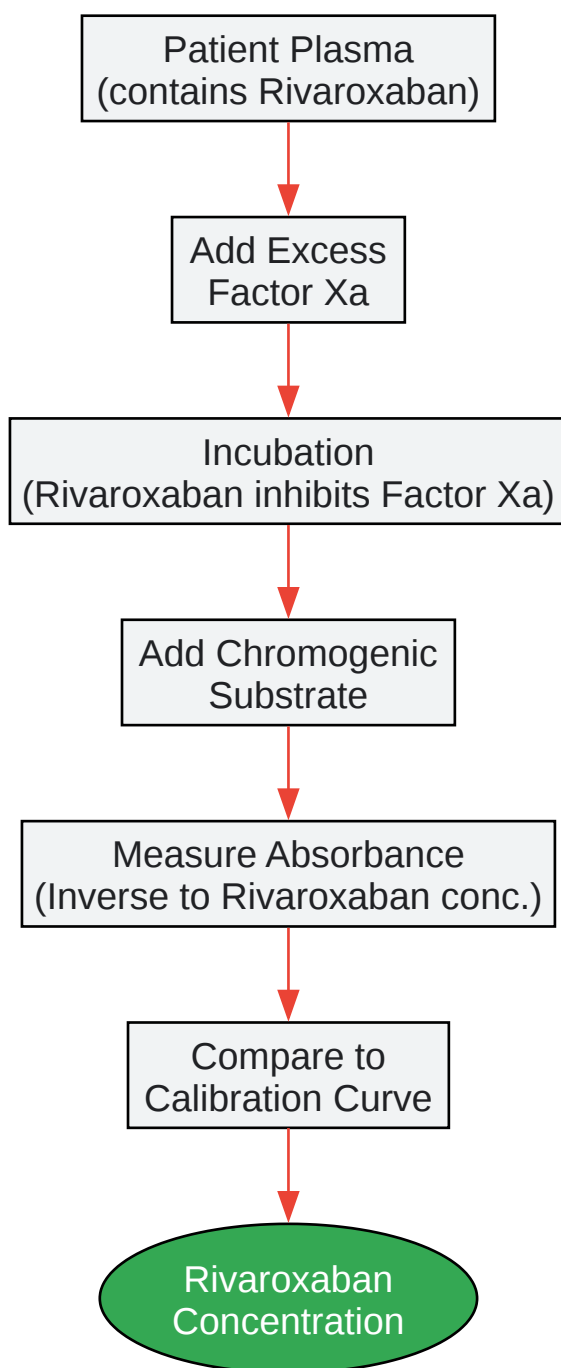 Patient Plasma
(contains Rivaroxaban)
Add Excess
Factor Xa
Incubation
(Rivaroxaban inhibits Factor Xa)
Add Chromogenic
Substrate
Measure Absorbance
(Inverse to Rivaroxaban conc.)
Compare to
Calibration Curve
Rivaroxaban
Concentration